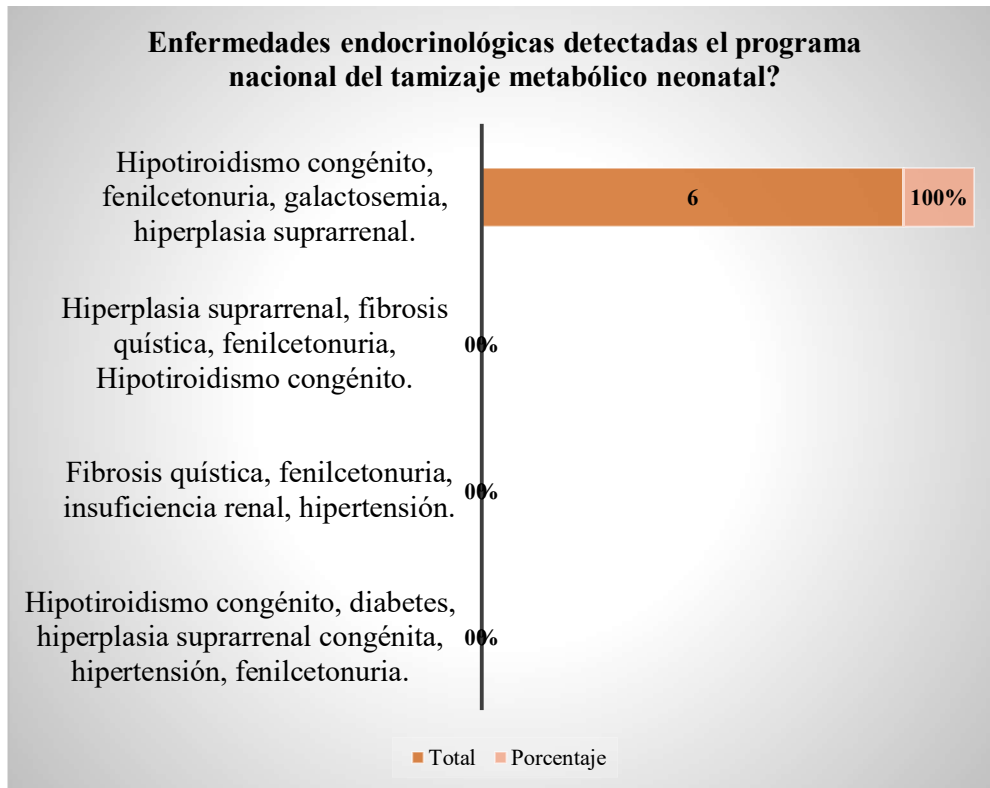 Enfermedades endocrinológicas detectadas el programa
nacional del tamizaje metabólico neonatal?
Hipotiroidismo congénito,
fenilcetonuria, galactosemia,
hiperplasia suprarrenal.
6
100%
Hiperplasia suprarrenal, fibrosis
quística, fenilcetonuria,
Hipotiroidismo congénito.
0%
Fibrosis quística, fenilcetonuria,
insuficiencia renal, hipertensión.
0%
Hipotiroidismo congénito, diabetes,
hiperplasia suprarrenal congénita,
hipertensión, fenilcetonuria.
0%
Total
Porcentaje